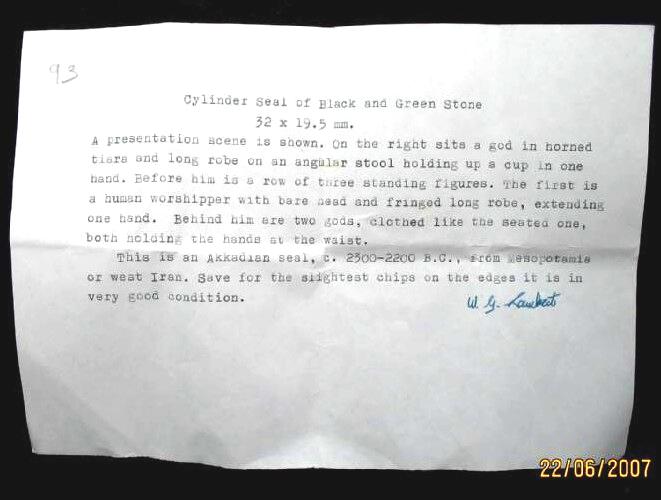 93
Cylinder Seal of Black and Green Stone
32 x 19.5 mm.
A presentation scene is shown. On the right sits a god in horned
tiara and long robe on an angular stool holding up a cup in one
hand. Before him is a row of three standing figures. The first is
a human worshipper with bare head and fringed long robe, extending
one hand. Behind him are two gods, clothed like the seated one,
both holding the hands at the waist.
This is an Akkadian seal, c. 2300-2200 B.C., from Mesopotamia
or west Iran. Save for the slightest chips on the edges it is in
very good condition.
W. G. Lambert
22/06/2007